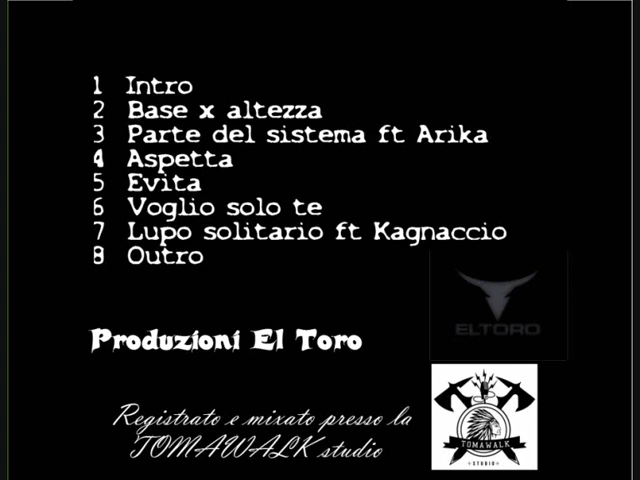 1 Intro
2 Base x altezza
3 Parte del sistema ft Arika
4 Aspetta
5 Evita
6 Voglio solo te
7 Lupo solitario ft Kagnaccio
8 Outro
ELTORO
Produzioni El Toro
Registrato e mixato presso la
TOMAWALK studio
TOMAWALK
STUDIO